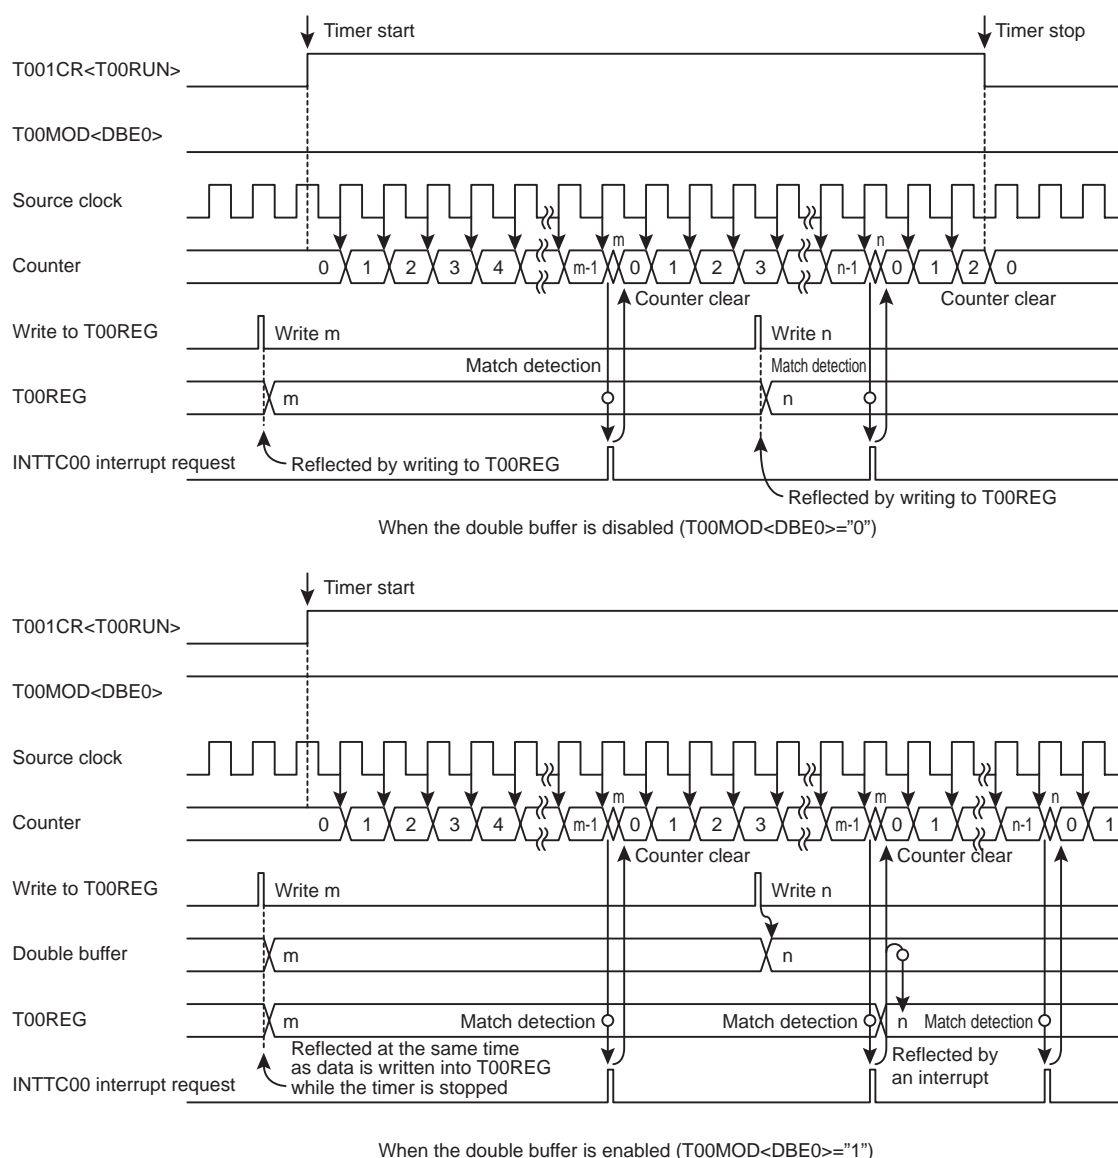 Timer start
Timer stop
T001CR<T00RUN>
T00MOD<DBE0>
Source clock
m
n
Counter
0 1 2 3 4 m-1 0 1 2 3 n-1 0 1 2 0
Counter clear
Counter clear
Write to T00REG
Write m
Write n
Match detection
Match detection
T00REG
m
n
INTTC00 interrupt request
Reflected by writing to T00REG
Reflected by writing to T00REG
When the double buffer is disabled (T00MOD<DBE0>=”0”)
Timer start
T001CR<T00RUN>
T00MOD<DBE0>
Source clock
m
m
n
Counter
0 1 2 3 4 m-1 0 1 2 3 m-1 0 1 n-1 0 1
Counter clear
Counter clear
Write to T00REG
Write m
Write n
Double buffer
m
n
T00REG
m
Match detection
Match detection
n
Match detection
Reflected at the same time
as data is written into T00REG
while the timer is stopped
Reflected by
an interrupt
INTTC00 interrupt request
When the double buffer is enabled (T00MOD<DBE0>=”1”)